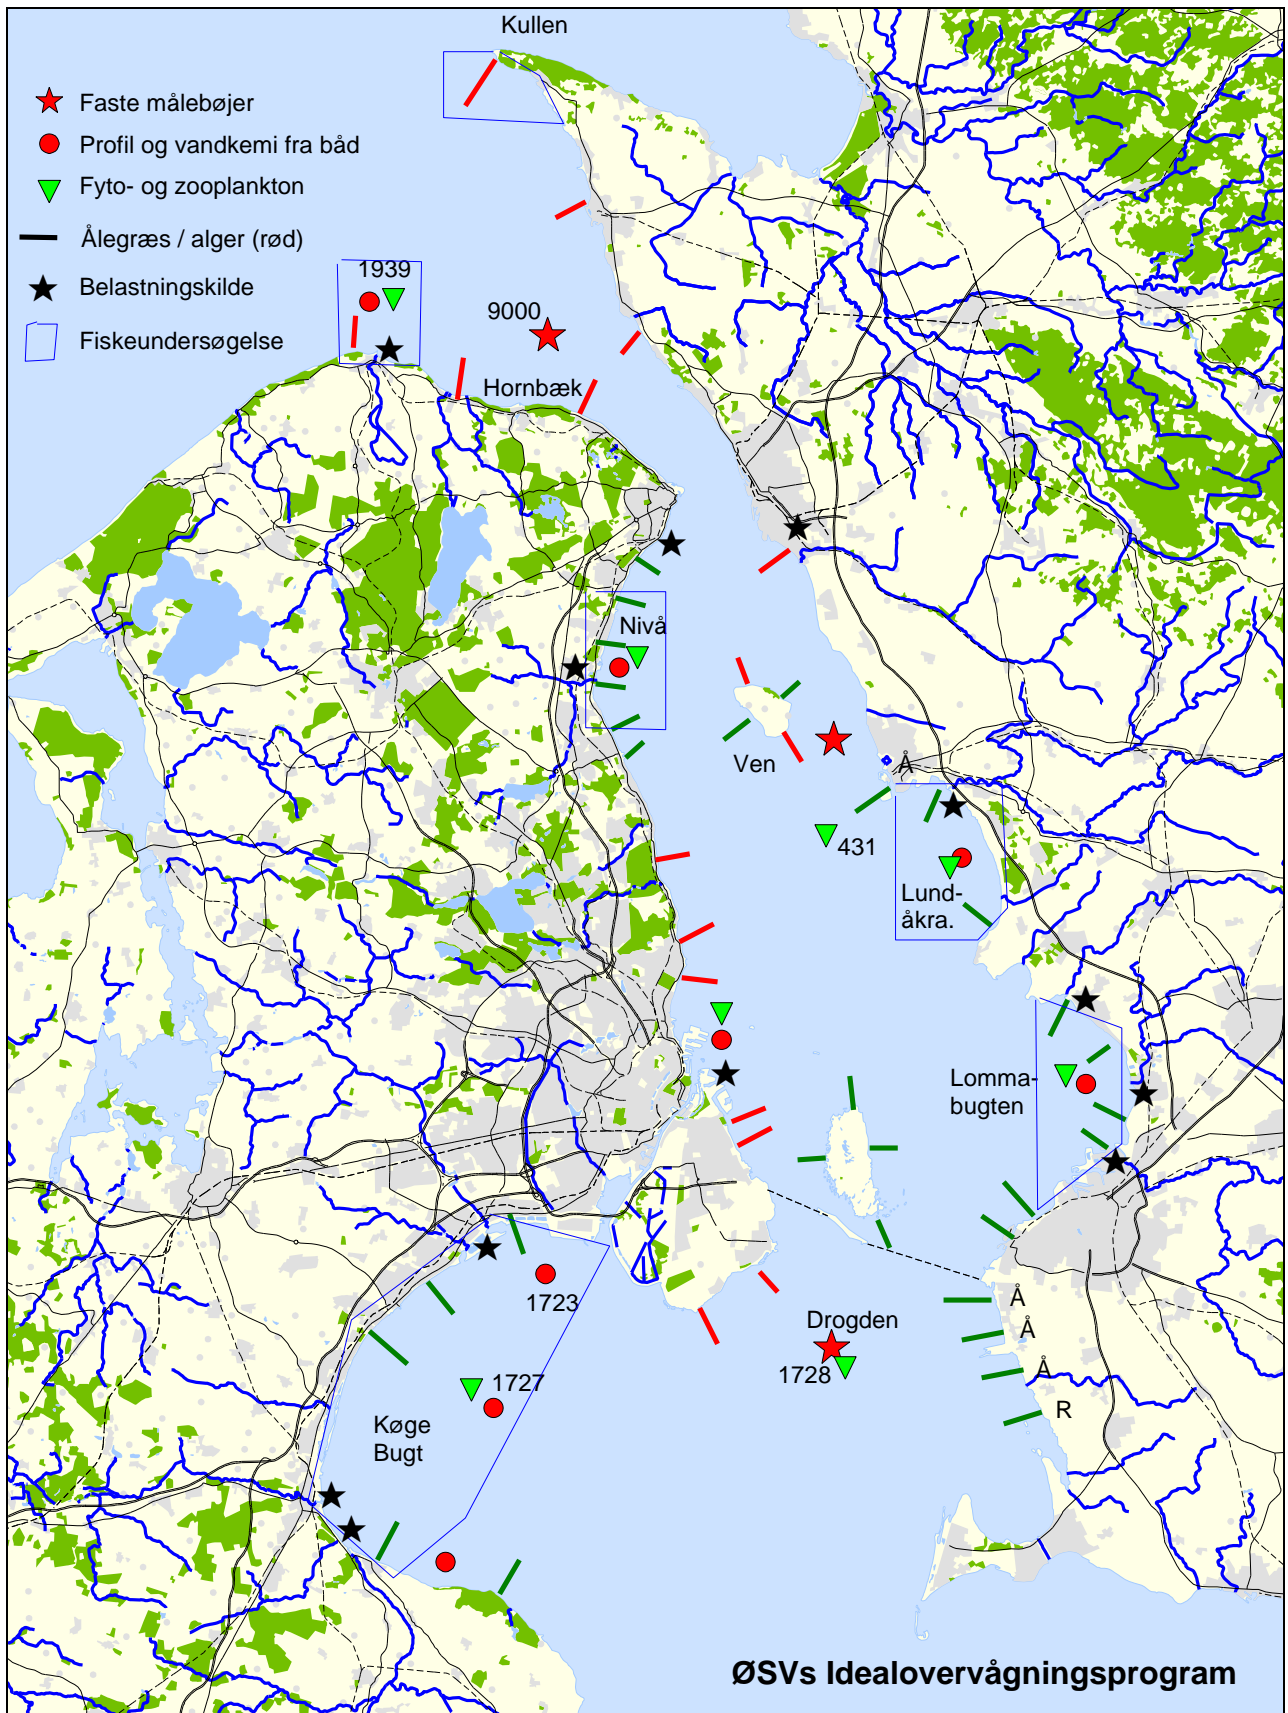 Kullen
Faste målebøjer
Profil og vandkemi fra båd
Fyto- og zooplankton
Ålegræs / alger (rød)
Belastningskilde
Fiskeundersøgelse
1939
9000
Hornbæk
Nivå
Ven
Å
431
Lund-
åkra.
Lomma-
bugten
1723
Å
Å
Drogden
1728
Å
1727
R
Køge
Bugt
ØSVs Idealovervågningsprogram